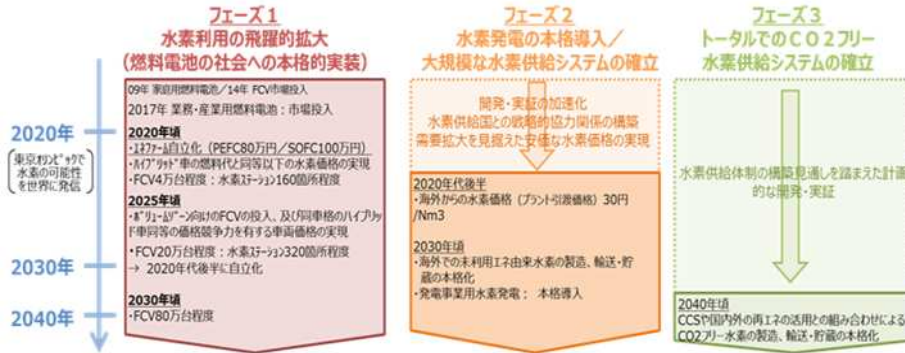 フェーズ1
水素利用の飛躍的拡大
(燃料電池の社会への本格的実装)
フェーズ2
水素発電の本格導入/
大規模な水素供給システムの確立
フェーズ3
トータルでのCO2フリー
水素供給システムの確立
2020年
東京オリンピックで
水素の可能性
を世界に発信
2030年
2040年
09年 家庭用燃料電池/14年 FCV市場投入
2017年 業務・産業用燃料電池:市場投入
2020年頃
・エネファーム自立化(PEFC80万円/SOFC100万円)
・ハイブリッド車の燃料代と同等以下の水素価格の実現
・FCV4万台程度:水素ステーション160箇所程度
2025年頃
・ボリュームゾーン向けのFCVの投入、及び同車格のハイブリッ
ド車同等の価格競争力を有する車両価格の実現
・FCV20万台程度:水素ステーション320箇所程度
→ 2020年代後半に自立化
2030年頃
・FCV80万台程度
開発・実証の加速化
水素供給国との戦略的協力関係の構築
需要拡大を見据えた安価な水素価格の実現
2020年代後半
・海外からの水素価格(プラント引渡価格)30円
/Nm3
2030年頃
・海外での未利用エネ由来水素の製造、輸送・貯
蔵の本格化
・発電事業用水素発電: 本格導入
水素供給体制の構築見通しを踏まえた計画
的な開発・実証
2040年頃
CCSや国内外の再エネの活用との組み合わせによる
CO2フリー水素の製造、輸送・貯蔵の本格化